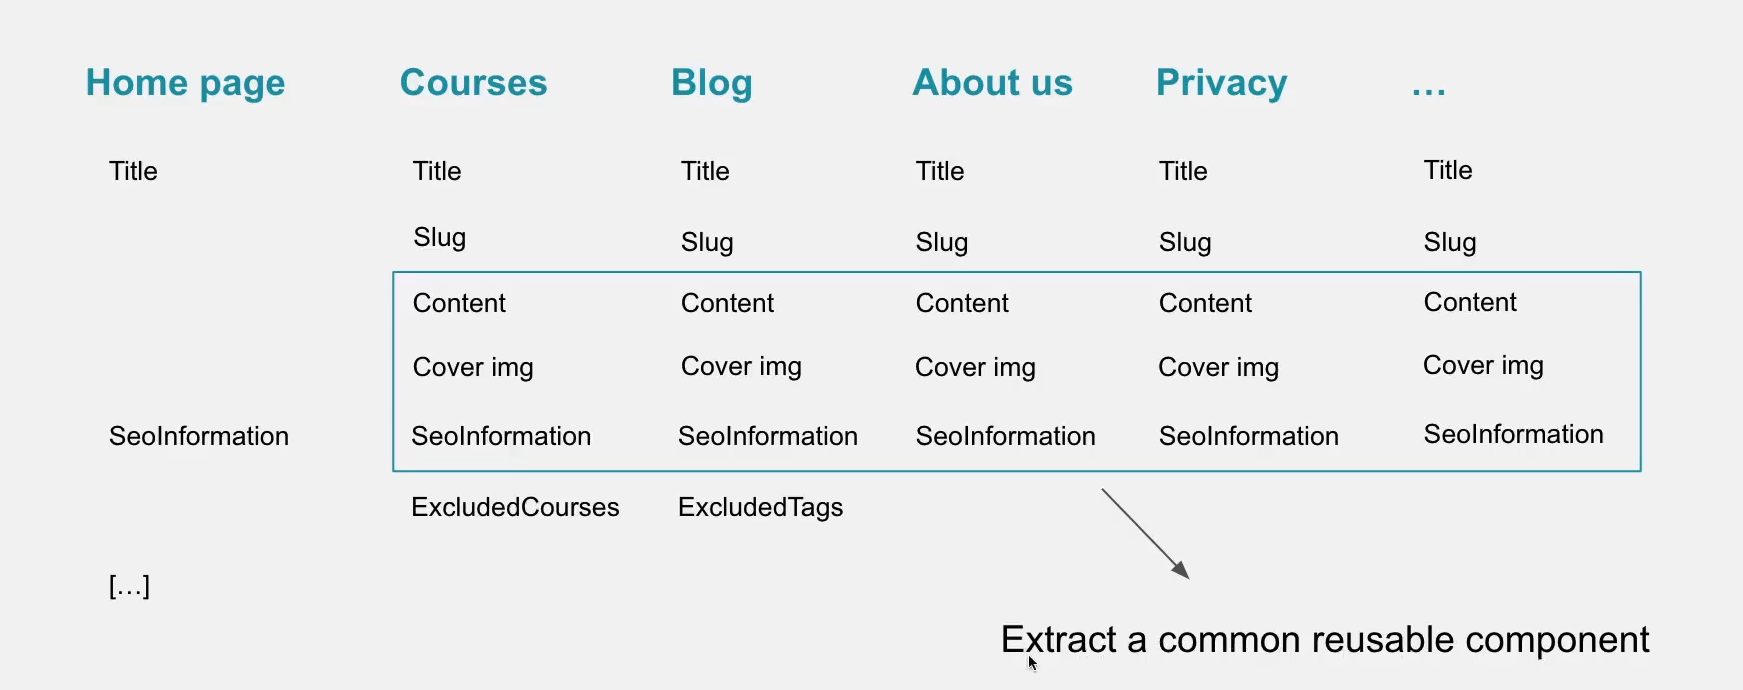 Home page Courses Blog About us Privacy ...
Title Title Title Title Title Title
Slug Slug Slug Slug Slug
Content Content Content Content Content
Cover img Cover img Cover img Cover img Cover img
SeoInformation SeoInformation SeoInformation SeoInformation SeoInformation SeoInformation
ExcludedCourses ExcludedTags
[...]
Extract a common reusable component